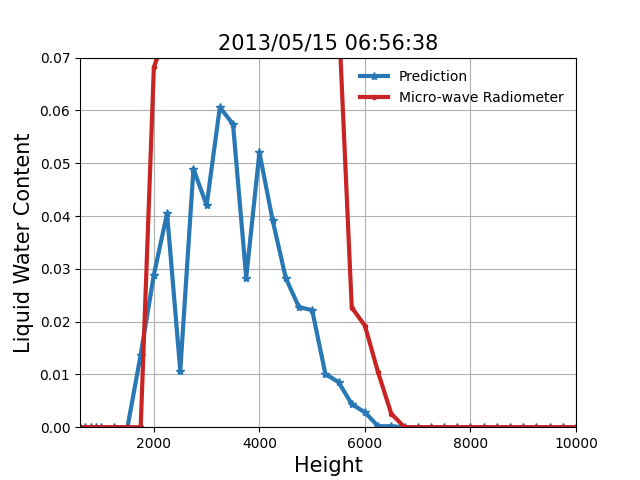 2013/05/15 06:56:38
0.07
0.06
0.05
0.04
0.03
0.02
0.01
0.00
Liquid Water Content
Prediction
Micro-wave Radiometer
2000 4000 6000 8000 10000
Height